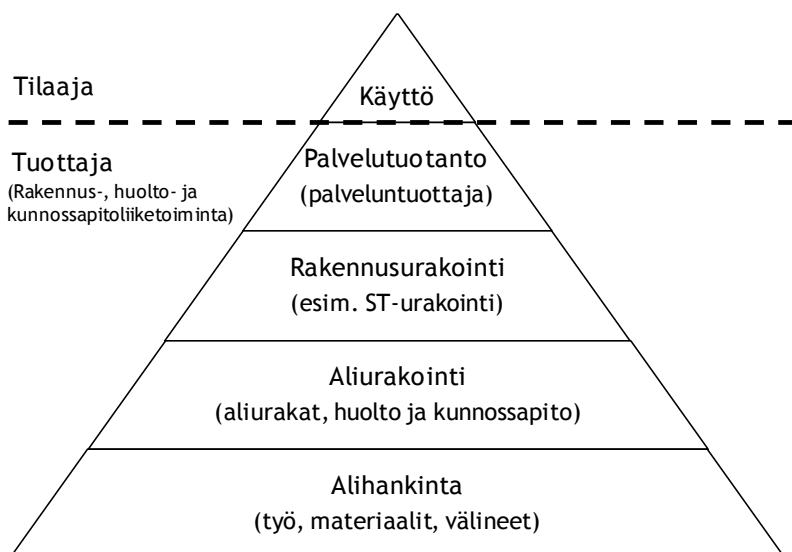 Tilaaja
Käyttö
Tuottaja
(Rakennus-, huolto- ja
kunnossapitoliiketoiminta)
Palvelutuotanto
(palveluntuottaja)
Rakennusurakointi
(esim. ST-urakointi)
Aliurakointi
(aliurakat, huolto ja kunnossapito)
Alihankinta
(työ, materiaalit, välineet)